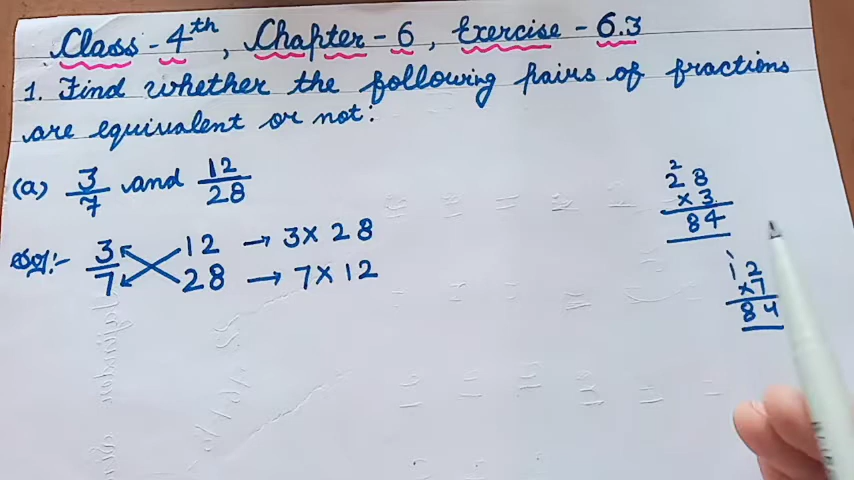 Class - 4th, Chapter - 6, Exercise - 6.3
1. Find whether the following pairs of fractions
are equivalent or not:
(a) 3/7 and 12/28
Sol:- 3 12 → 3 × 28
7 28 → 7 × 12
2
28
×3
84
1
12
×7
84